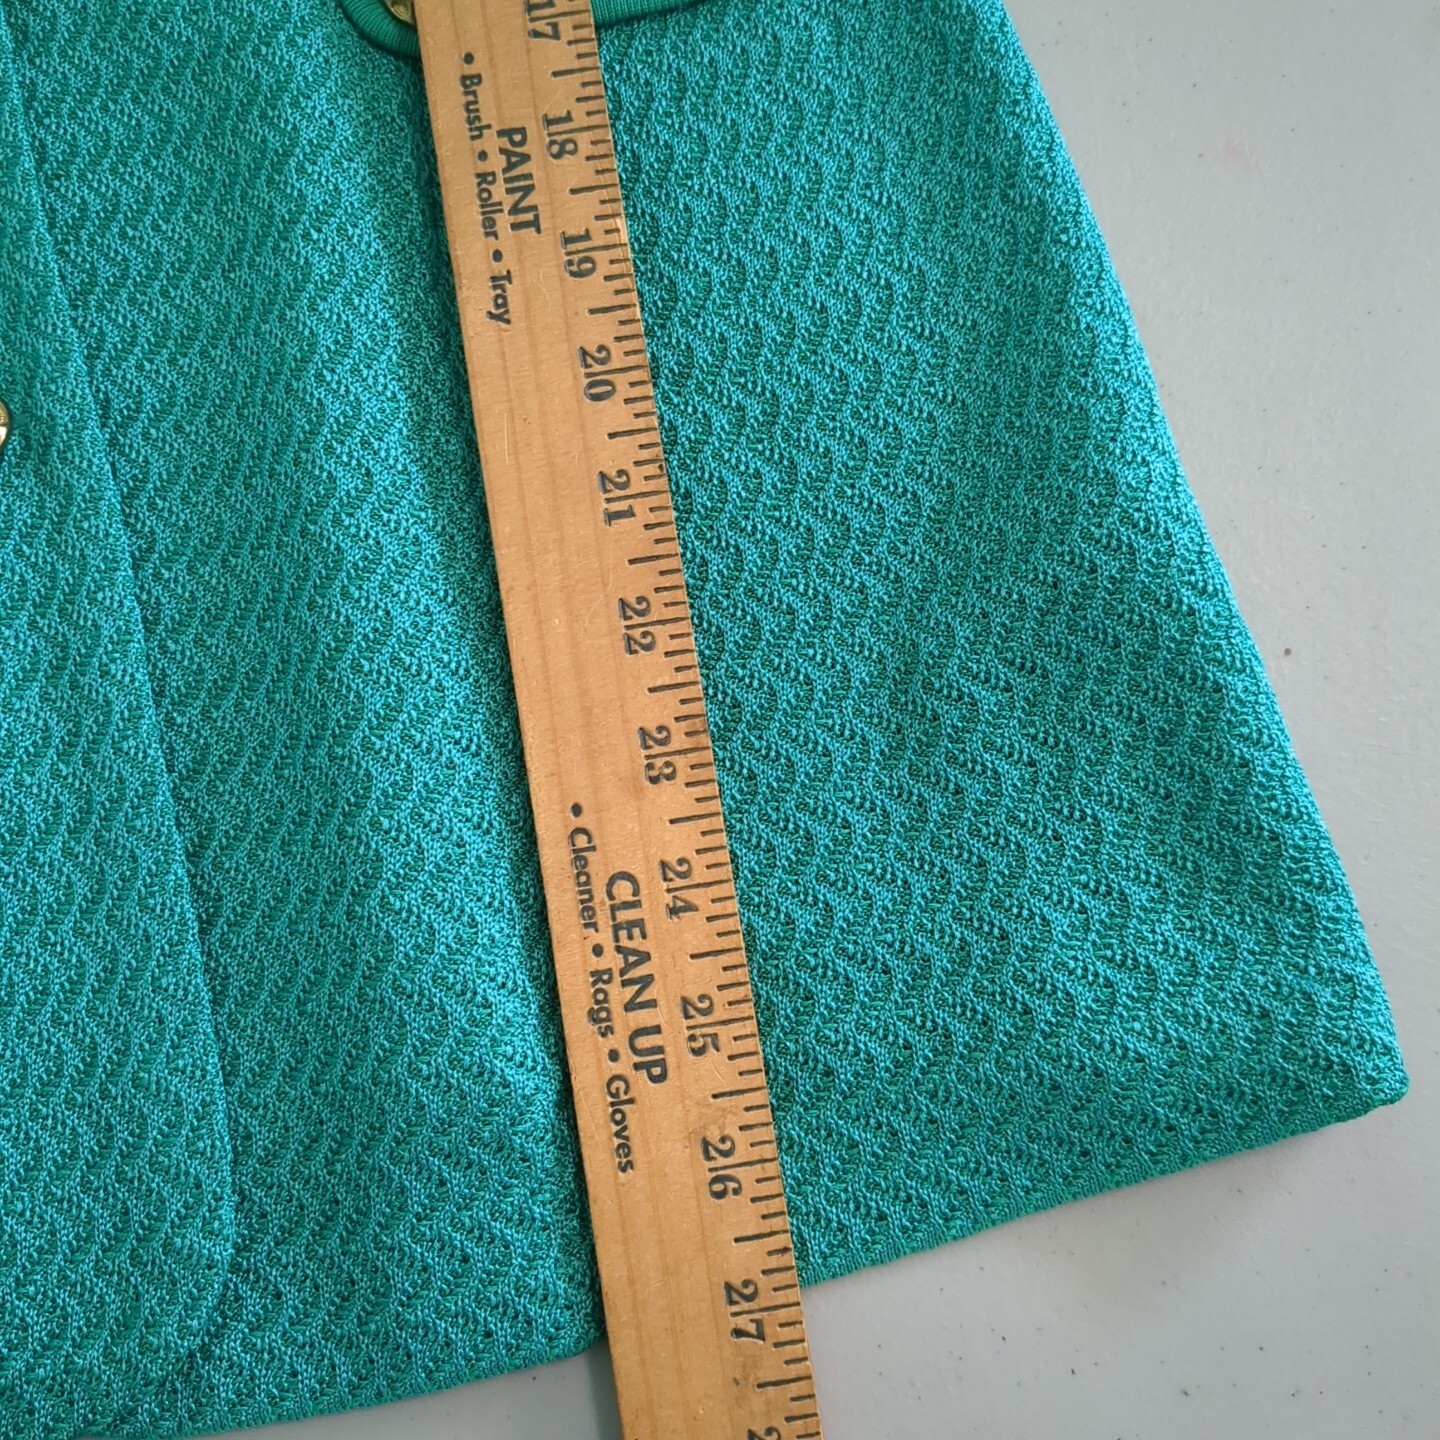 17
18
19
20
21
22
23
24
25
26
27
PAINT
• Brush • Roller • Tray
CLEAN UP
• Cleaner • Rags • Gloves